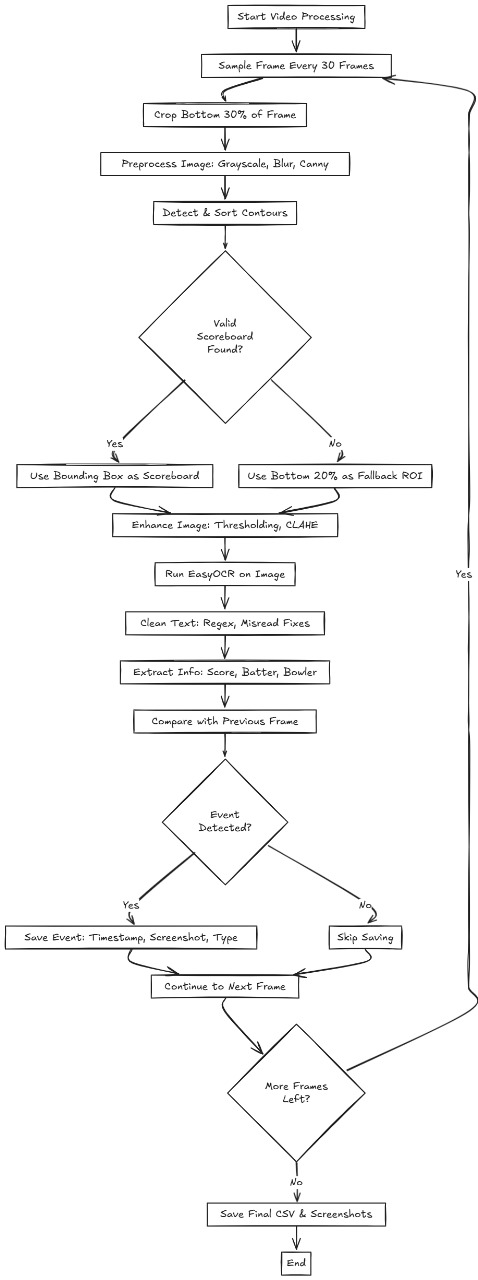 Start Video Processing
Sample Frame Every 30 Frames
Crop Bottom 30% of Frame
Preprocess Image: Grayscale, Blur, Canny
Detect & Sort Contours
Valid
Scoreboard
Found?
Yes
No
Use Bounding Box as Scoreboard
Use Bottom 20% as Fallback ROI
Enhance Image: Thresholding, CLAHE
Run EasyOCR on Image
Yes
Clean Text: Regex, Misread Fixes
Extract Info: Score, Batter, Bowler
Compare with Previous Frame
Event
Detected?
Yes
No
Save Event: Timestamp, Screenshot, Type
Skip Saving
Continue to Next Frame
More Frames
Left?
No
Save Final CSV & Screenshots
End